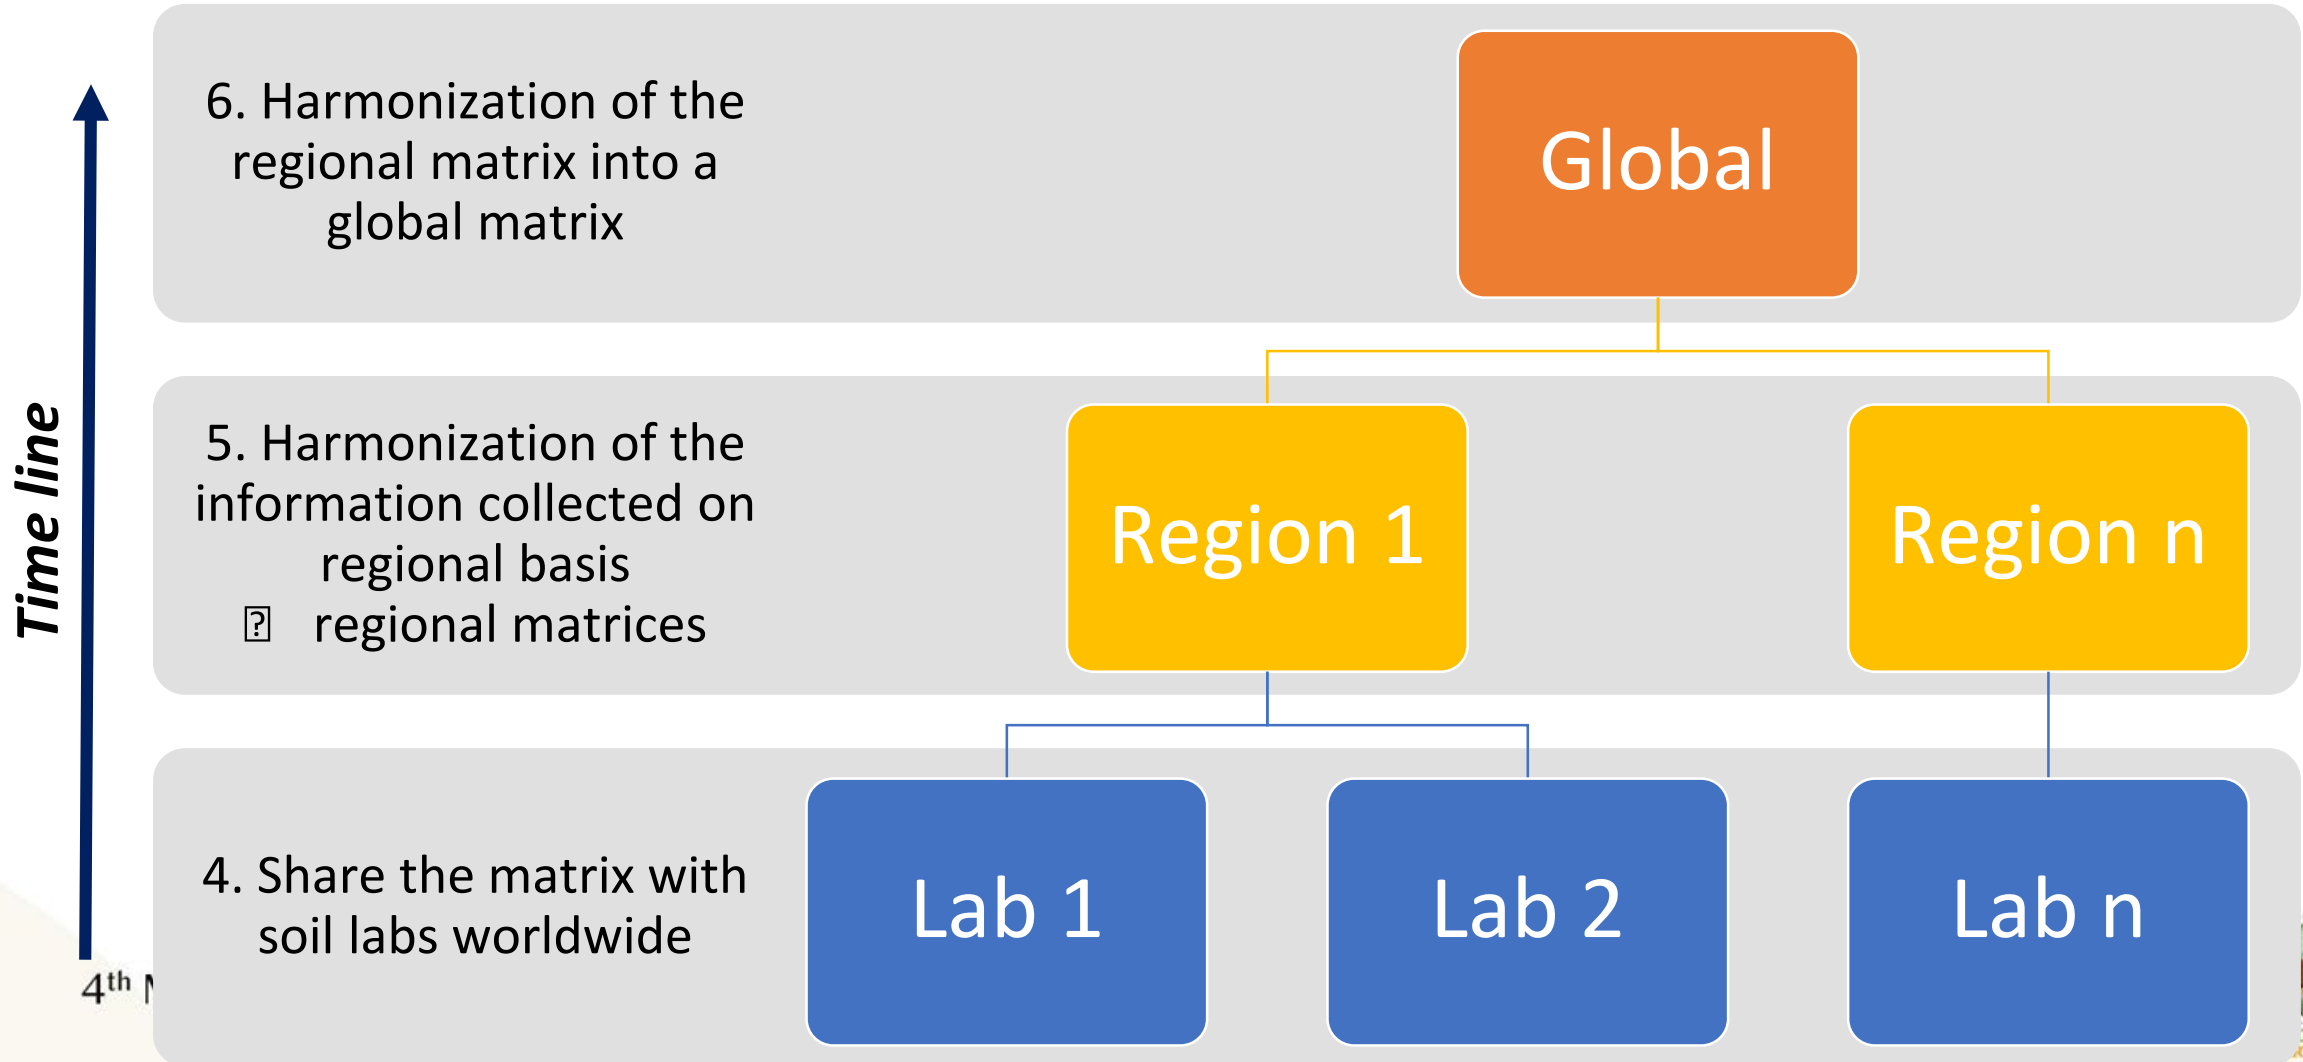 6. Harmonization of the
regional matrix into a
global matrix
Global
Time line
5. Harmonization of the
information collected on
regional basis
regional matrices
Region 1
Region n
4. Share the matrix with
soil labs worldwide
Lab 1
Lab 2
Lab n
4th